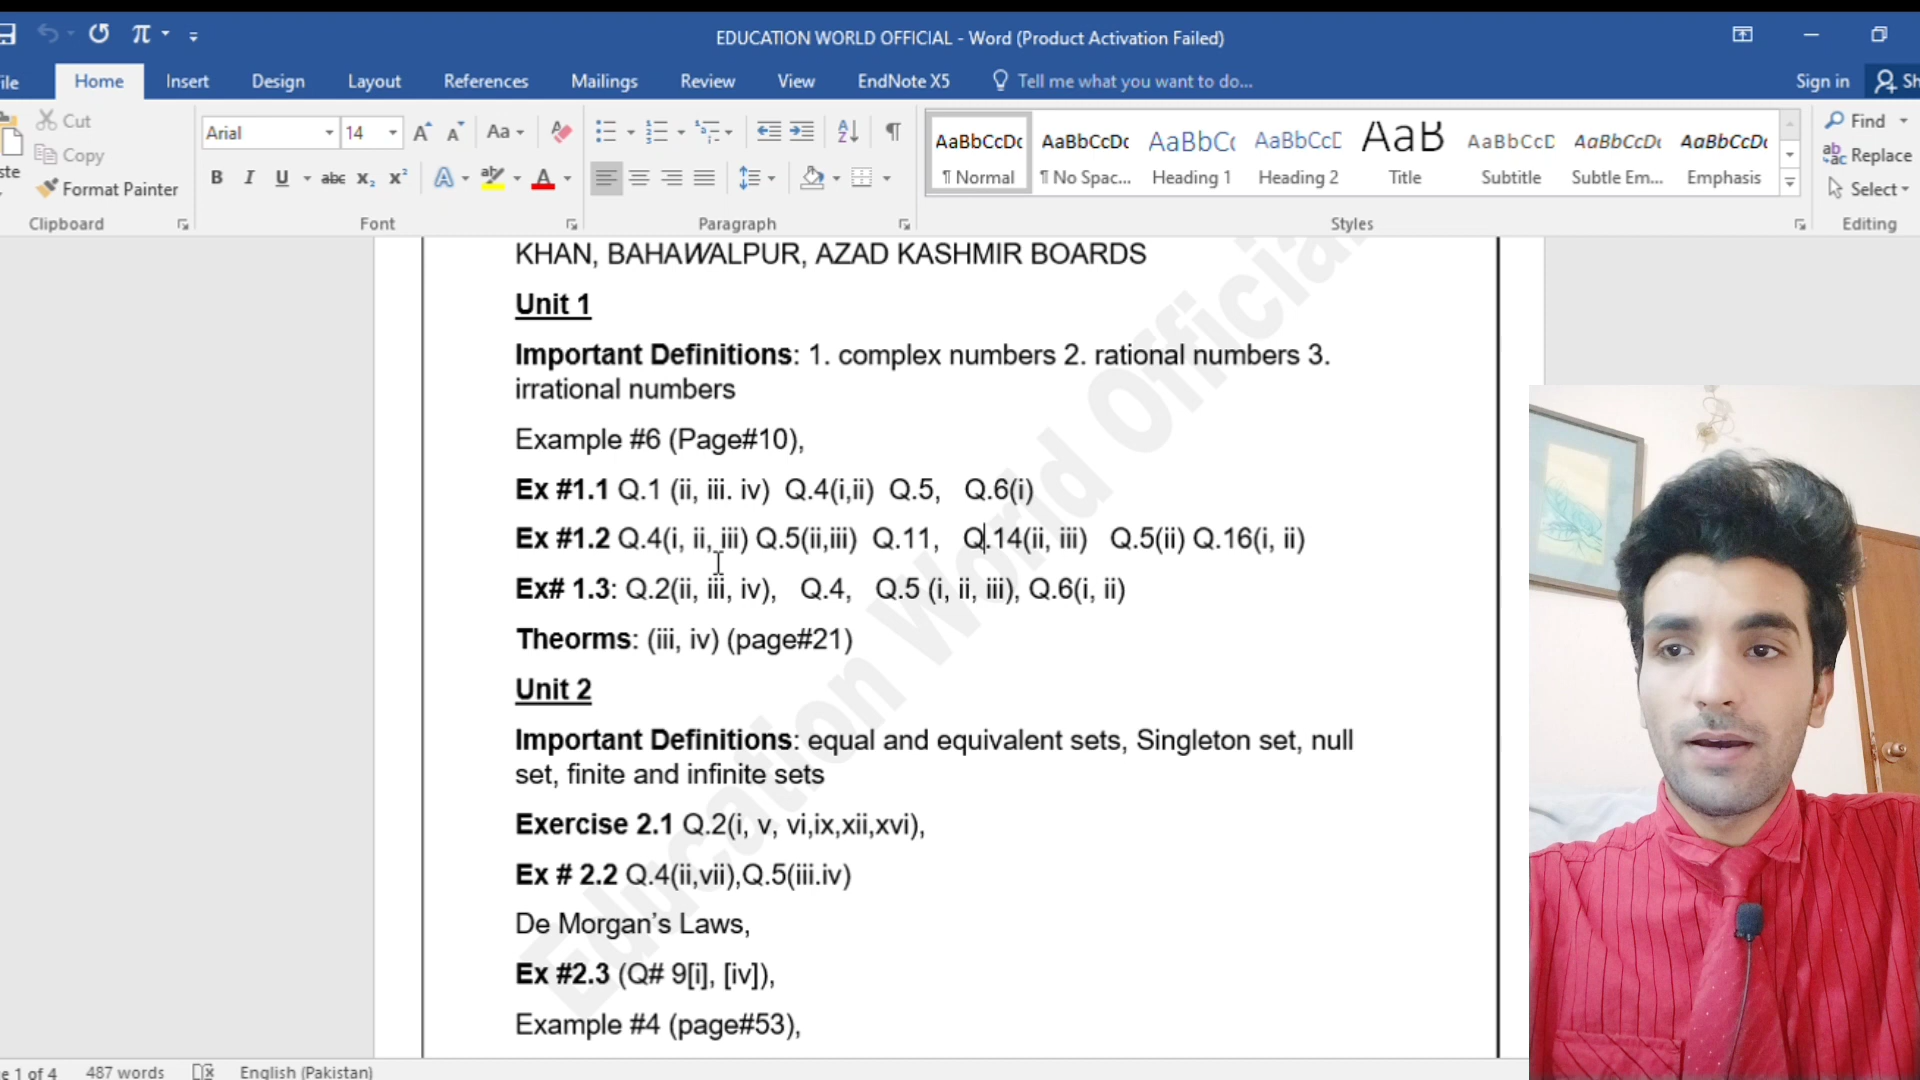 EDUCATION WORLD OFFICIAL - Word (Product Activation Failed)
Home Insert Design Layout References Mailings Review View EndNote X5 Tell me what you want to do... Sign in
Cut
Copy
Format Painter
Clipboard
Arial 14
Font
Paragraph
AaBbCcDc AaBbCcDc AaBbCc AaBbCcD AaB AaBbCcD AaBbCcDc AaBbCcDc
¶ Normal ¶ No Spac... Heading 1 Heading 2 Title Subtitle Subtle Em... Emphasis
Styles
Find
Replace
Select
Editing
KHAN, BAHAWALPUR, AZAD KASHMIR BOARDS
Unit 1
Important Definitions: 1. complex numbers 2. rational numbers 3.
irrational numbers
Example #6 (Page#10),
Ex #1.1 Q.1 (ii, iii. iv) Q.4(i,ii) Q.5, Q.6(i)
Ex #1.2 Q.4(i, ii, iii) Q.5(ii,iii) Q.11, Q.14(ii, iii) Q.5(ii) Q.16(i, ii)
Ex# 1.3: Q.2(ii, iii, iv), Q.4, Q.5 (i, ii, iii), Q.6(i, ii)
Theorms: (iii, iv) (page#21)
Unit 2
Important Definitions: equal and equivalent sets, Singleton set, null
set, finite and infinite sets
Exercise 2.1 Q.2(i, v, vi,ix,xii,xvi),
Ex # 2.2 Q.4(ii,vii),Q.5(iii.iv)
De Morgan’s Laws,
Ex #2.3 (Q# 9[i], [iv]),
Example #4 (page#53),
Education World Official
1 of 4 487 words English (Pakistan)